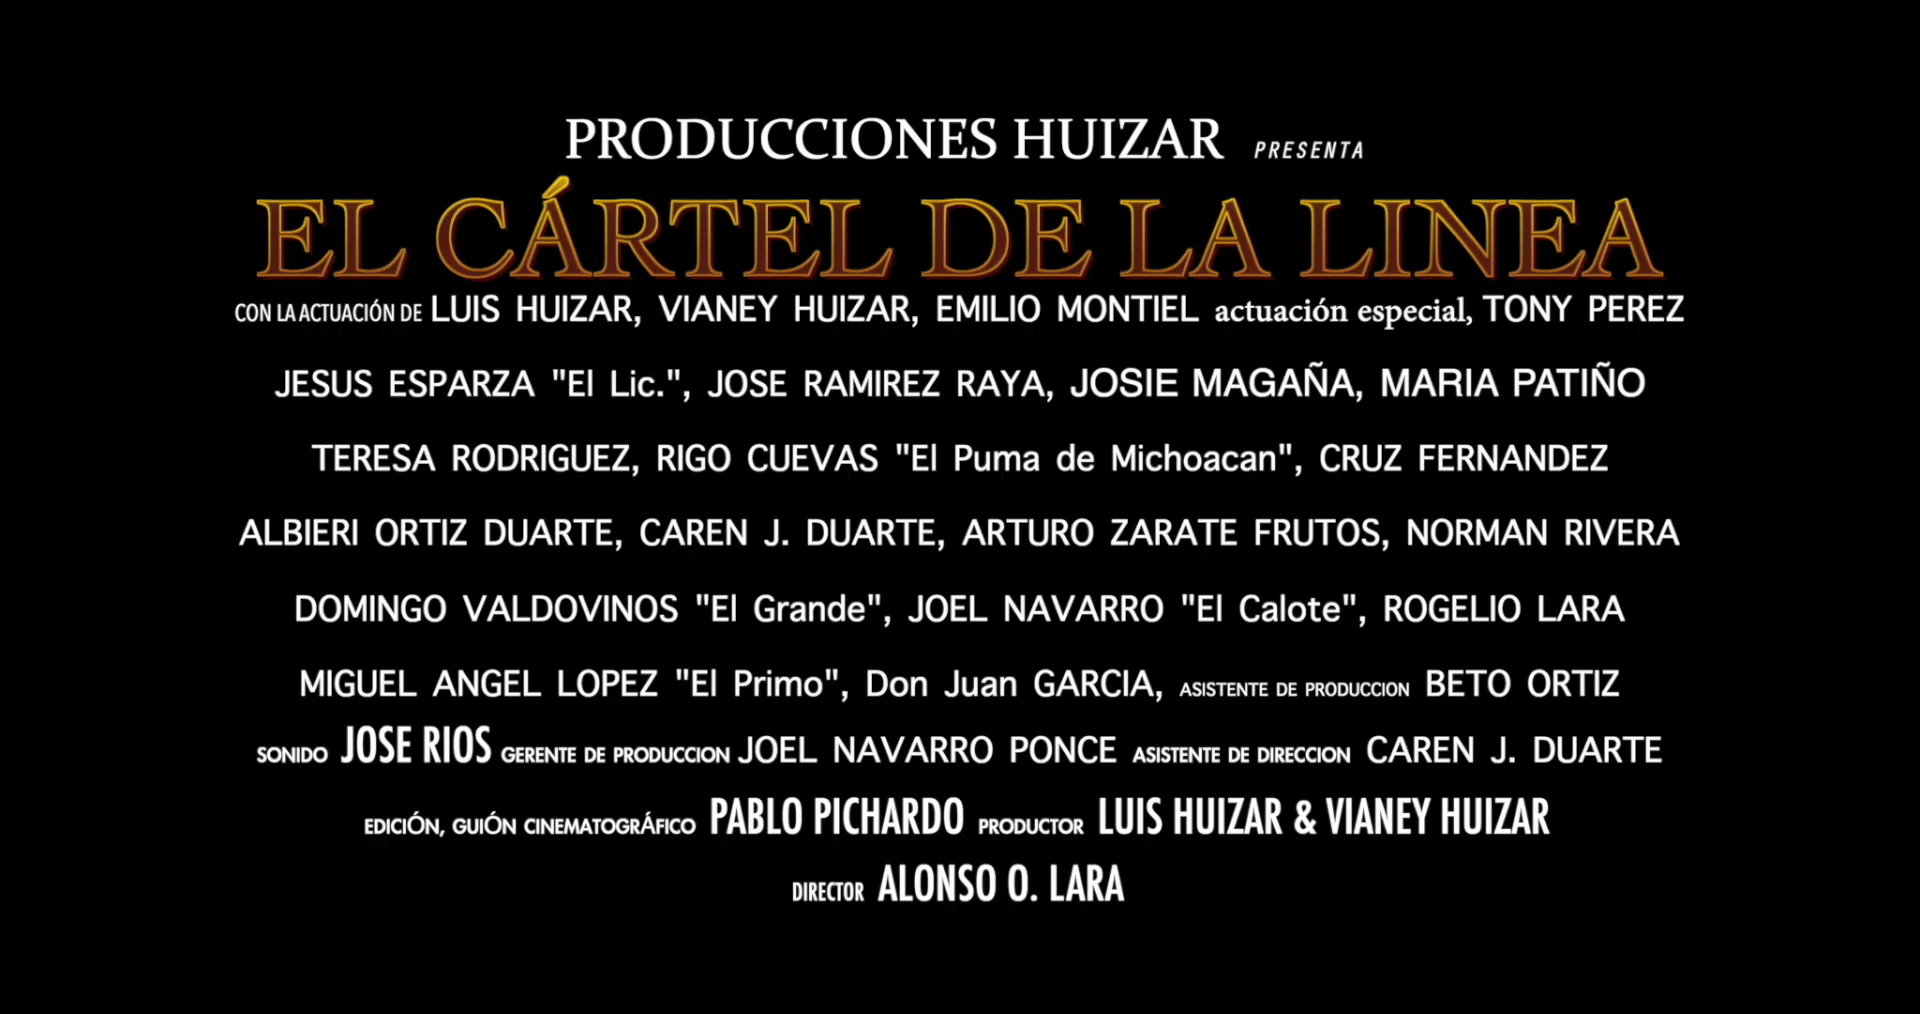 PRODUCCIONES HUIZAR PRESENTA
EL CÁRTEL DE LA LINEA
CON LA ACTUACIÓN DE LUIS HUIZAR, VIANEY HUIZAR, EMILIO MONTIEL actuación especial, TONY PEREZ
JESUS ESPARZA "El Lic.", JOSE RAMIREZ RAYA, JOSIE MAGAÑA, MARIA PATIÑO
TERESA RODRIGUEZ, RIGO CUEVAS "El Puma de Michoacan", CRUZ FERNANDEZ
ALBIERI ORTIZ DUARTE, CAREN J. DUARTE, ARTURO ZARATE FRUTOS, NORMAN RIVERA
DOMINGO VALDOVINOS "El Grande", JOEL NAVARRO "El Calote", ROGELIO LARA
MIGUEL ANGEL LOPEZ "El Primo", Don Juan GARCIA, ASISTENTE DE PRODUCCION BETO ORTIZ
SONIDO JOSE RIOS GERENTE DE PRODUCCION JOEL NAVARRO PONCE ASISTENTE DE DIRECCION CAREN J. DUARTE
EDICIÓN, GUIÓN CINEMATOGRÁFICO PABLO PICHARDO PRODUCTOR LUIS HUIZAR & VIANEY HUIZAR
DIRECTOR ALONSO O. LARA